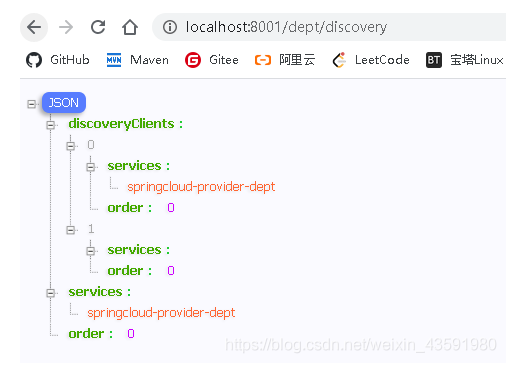 localhost:8001/dept/discovery
GitHub MVN Maven G Gitee 阿里云 LeetCode BT 宝塔Linux
JSON
discoveryClients :
0
services :
springcloud-provider-dept
order : 0
1
services :
order : 0
services :
springcloud-provider-dept
order : 0
https://blog.csdn.net/weixin_43591980